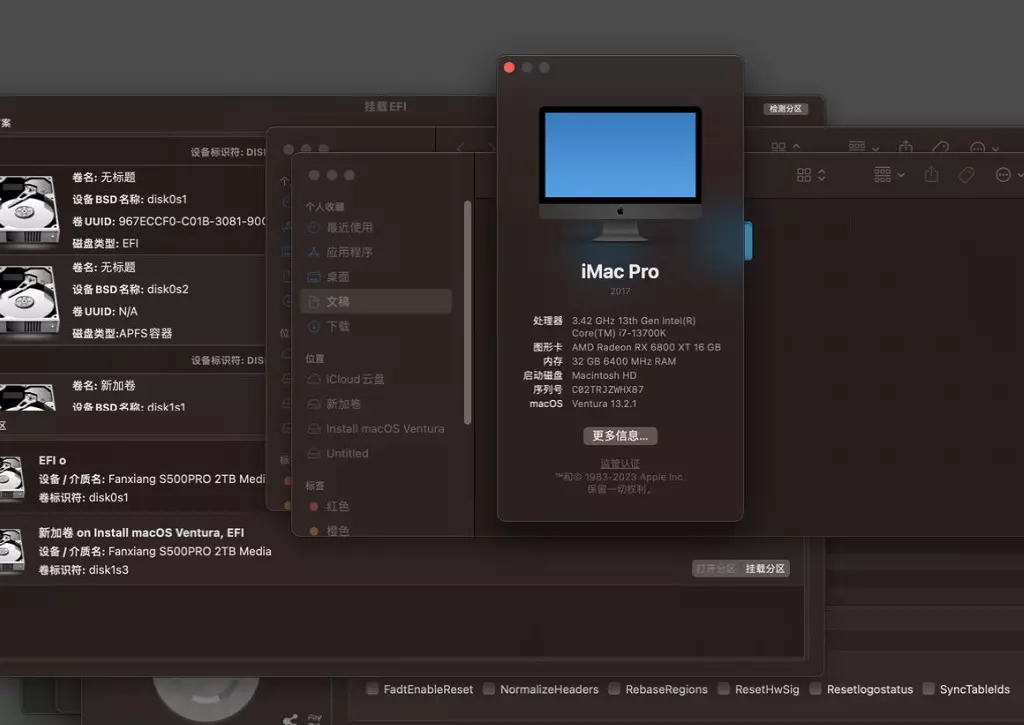 挂载EFI
检测分区
案
设备标识符: DIS
卷名: 无标题
设备 BSD 名称: disk0s1
卷 UUID: 967ECCF0-C01B-3081-90
磁盘类型: EFI
卷名: 无标题
设备 BSD 名称: disk0s2
卷 UUID: N/A
磁盘类型:APFS 容器
设备标识符: DIS
卷名: 新加卷
设备 BSD 名称: disk1s1
区
EFI o
设备 / 介质名: Fanxiang S500PRO 2TB Medi
卷标识符: disk0s1
新加卷 on Install macOS Ventura, EFI
设备 / 介质名: Fanxiang S500PRO 2TB Media
卷标识符: disk1s3
打开分区 挂载分区
个
位
标
个人收藏
最近使用
应用程序
桌面
文稿
下载
位置
iCloud 云盘
新加卷
Install macOS Ventura
Untitled
标签
红色
橙色
iMac Pro
2017
处理器 3.42 GHz 13th Gen Intel(R)
Core(TM) i7-13700K
图形卡 AMD Radeon RX 6800 XT 16 GB
内存 32 GB 6400 MHz RAM
启动磁盘 Macintosh HD
序列号 C02TRJZWHX87
macOS Ventura 13.2.1
更多信息...
监管认证
™和© 1983-2023 Apple Inc.
保留一切权利。
FadtEnableReset NormalizeHeaders RebaseRegions ResetHwSig Resetlogostatus SyncTableIds